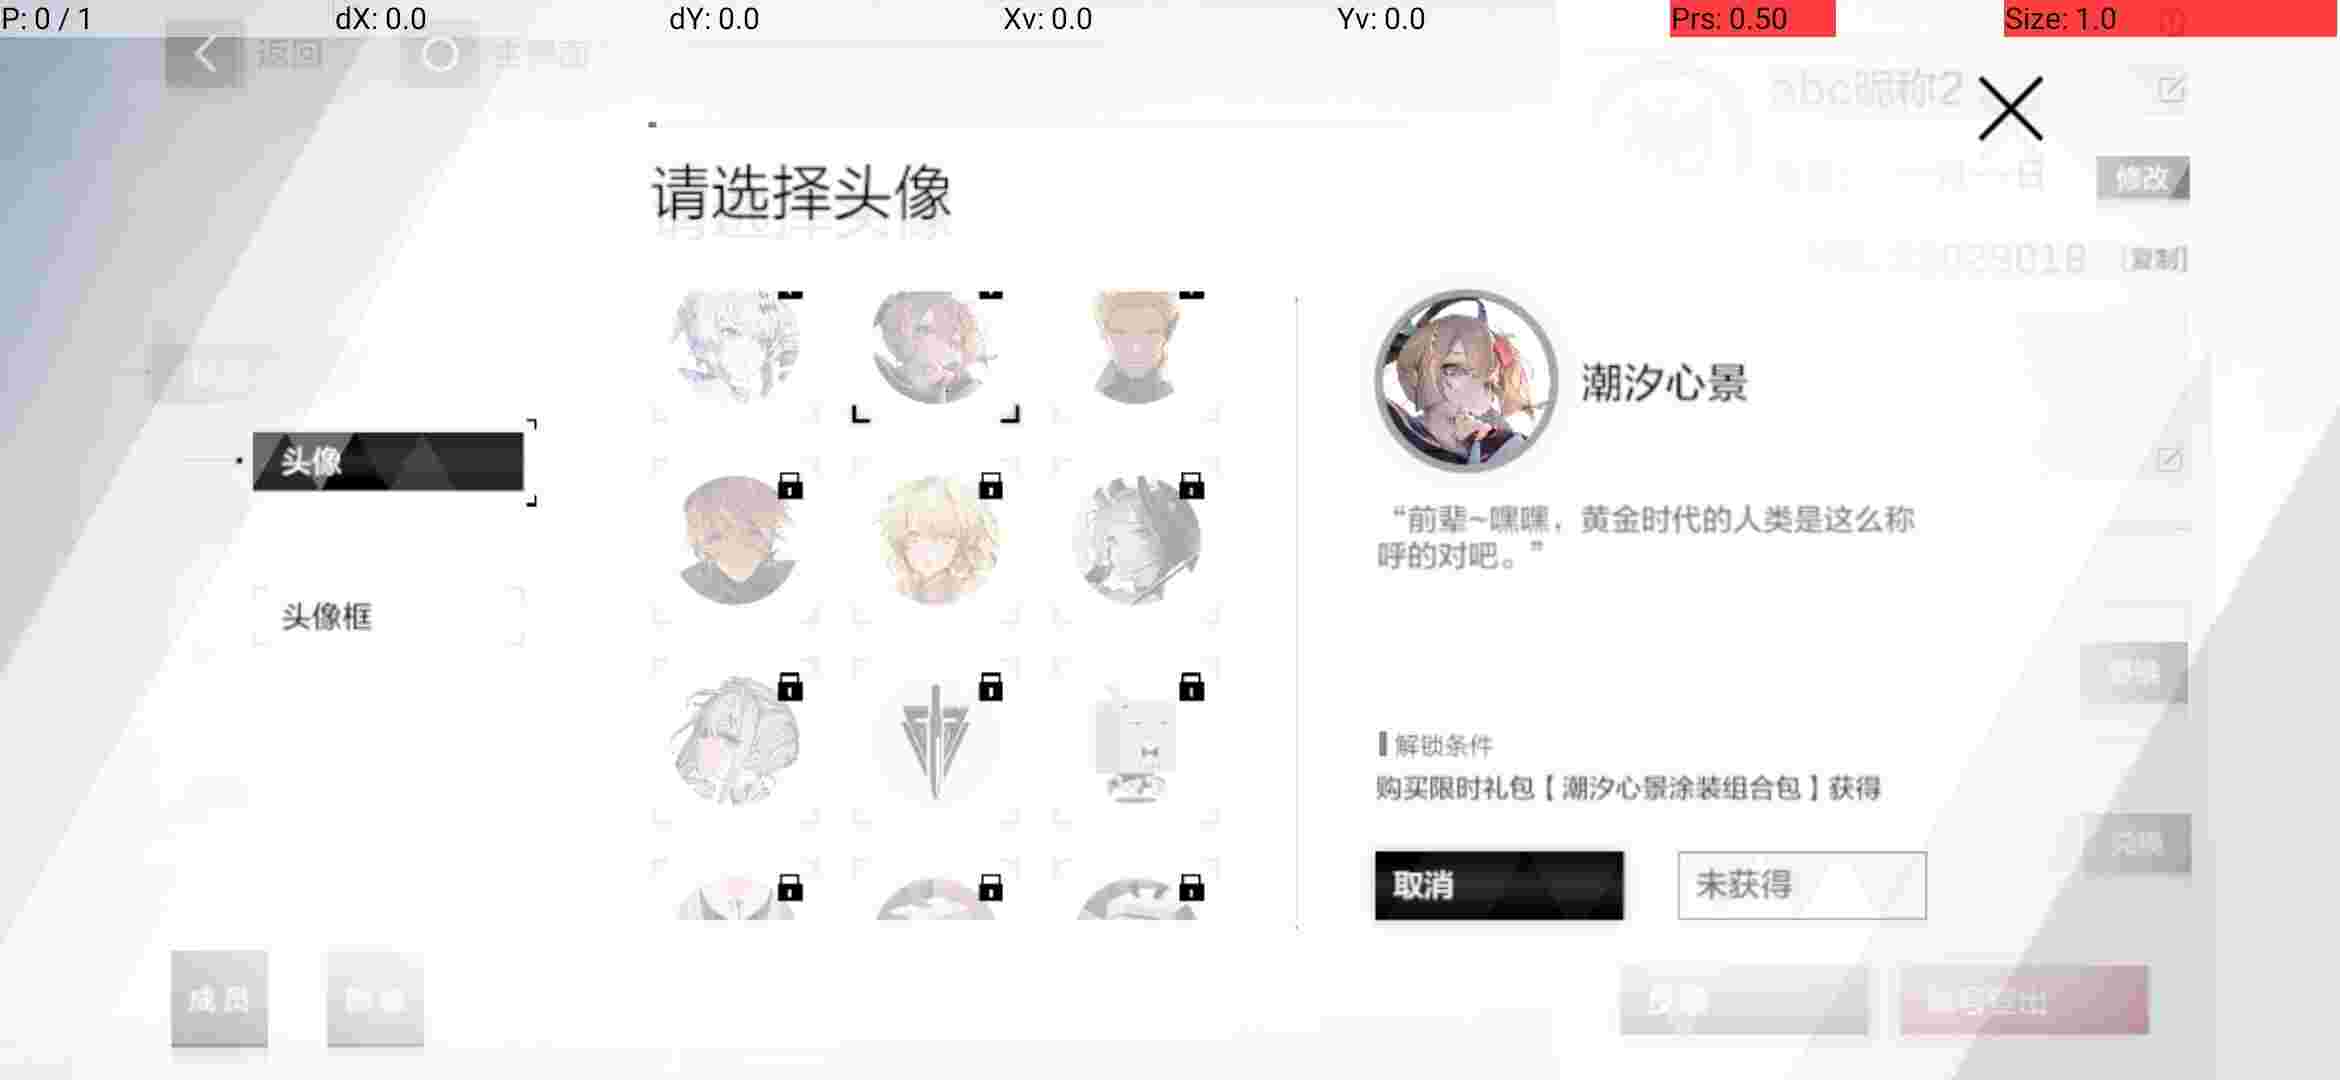 P: 0 / 1
dX: 0.0
dY: 0.0
Xv: 0.0
Yv: 0.0
Prs: 0.50
Size: 1.0
返回
主界面
abc昵称2
修改
请选择头像
[复制]
潮汐心景
头像
“前辈~嘿嘿，黄金时代的人类是这么称
呼的对吧。”
头像框
解锁条件
购买限时礼包【潮汐心景涂装组合包】获得
取消
未获得
成员